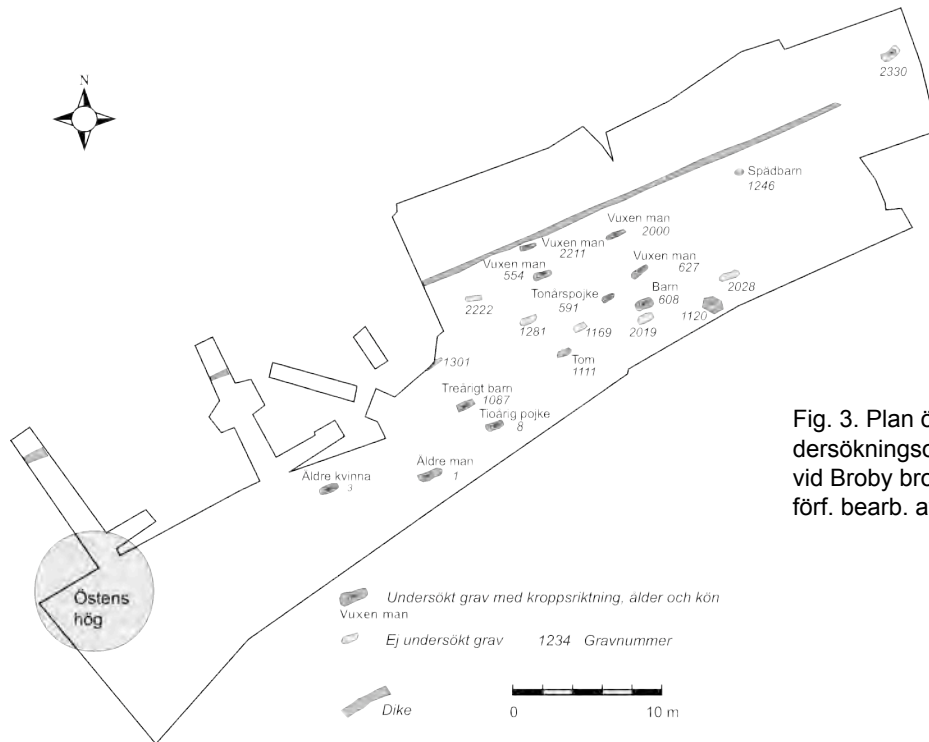 N
2330
Spädbarn
1246
Vuxen man
2000
Vuxen man
2211
Vuxen man
554
Vuxen man
627
Tonårspojke
591
Barn
608
2028
1120
2222
1281
1169
2019
Tom
1111
1301
Treårigt barn
1087
Tioårig pojke
8
Äldre man
1
Äldre kvinna
3
Östens
hög
Undersökt grav med kroppsriktning, ålder och kön
Vuxen man
Ej undersökt grav 1234 Gravnummer
Dike
0 10 m
Fig. 3. Plan ö
dersökningso
vid Broby bro
förf. bearb. a